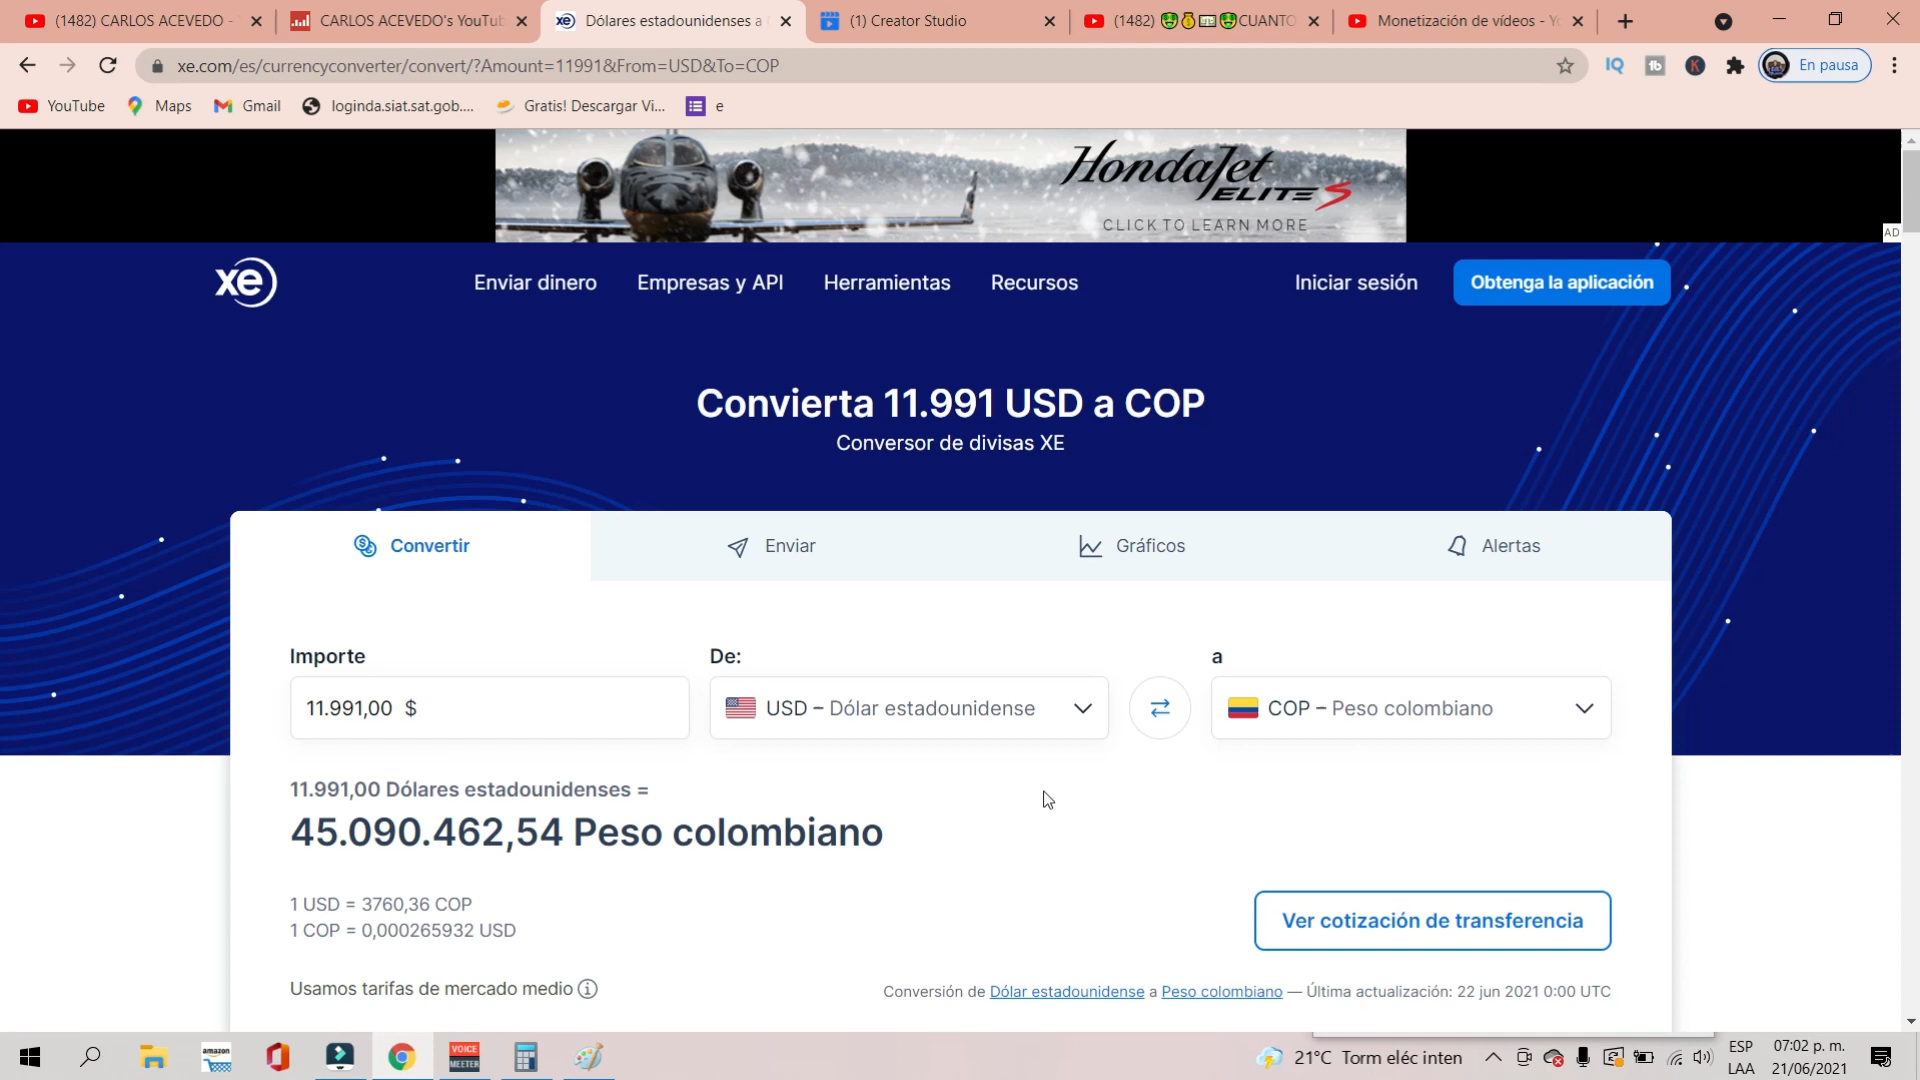 (1482) CARLOS ACEVEDO -
CARLOS ACEVEDO's YouTub
Dólares estadounidenses a
(1) Creator Studio
(1482) 🤑💰💵🤑CUANTO
Monetización de vídeos - Yo
xe.com/es/currencyconverter/convert/?Amount=11991&From=USD&To=COP
IQ
tb
K
En pausa
YouTube
Maps
Gmail
loginda.siat.sat.gob....
Gratis! Descargar Vi...
e
HondaJet
ELITE S
CLICK TO LEARN MORE
AD
xe
Enviar dinero
Empresas y API
Herramientas
Recursos
Iniciar sesión
Obtenga la aplicación
Convierta 11.991 USD a COP
Conversor de divisas XE
Convertir
Enviar
Gráficos
Alertas
Importe
De:
a
11.991,00 $
USD – Dólar estadounidense
COP – Peso colombiano
11.991,00 Dólares estadounidenses =
45.090.462,54 Peso colombiano
1 USD = 3760,36 COP
1 COP = 0,000265932 USD
Ver cotización de transferencia
Usamos tarifas de mercado medio
Conversión de Dólar estadounidense a Peso colombiano — Última actualización: 22 jun 2021 0:00 UTC
amazon
VOICE
MEETER
21°C Torm eléc inten
ESP
LAA
07:02 p. m.
21/06/2021